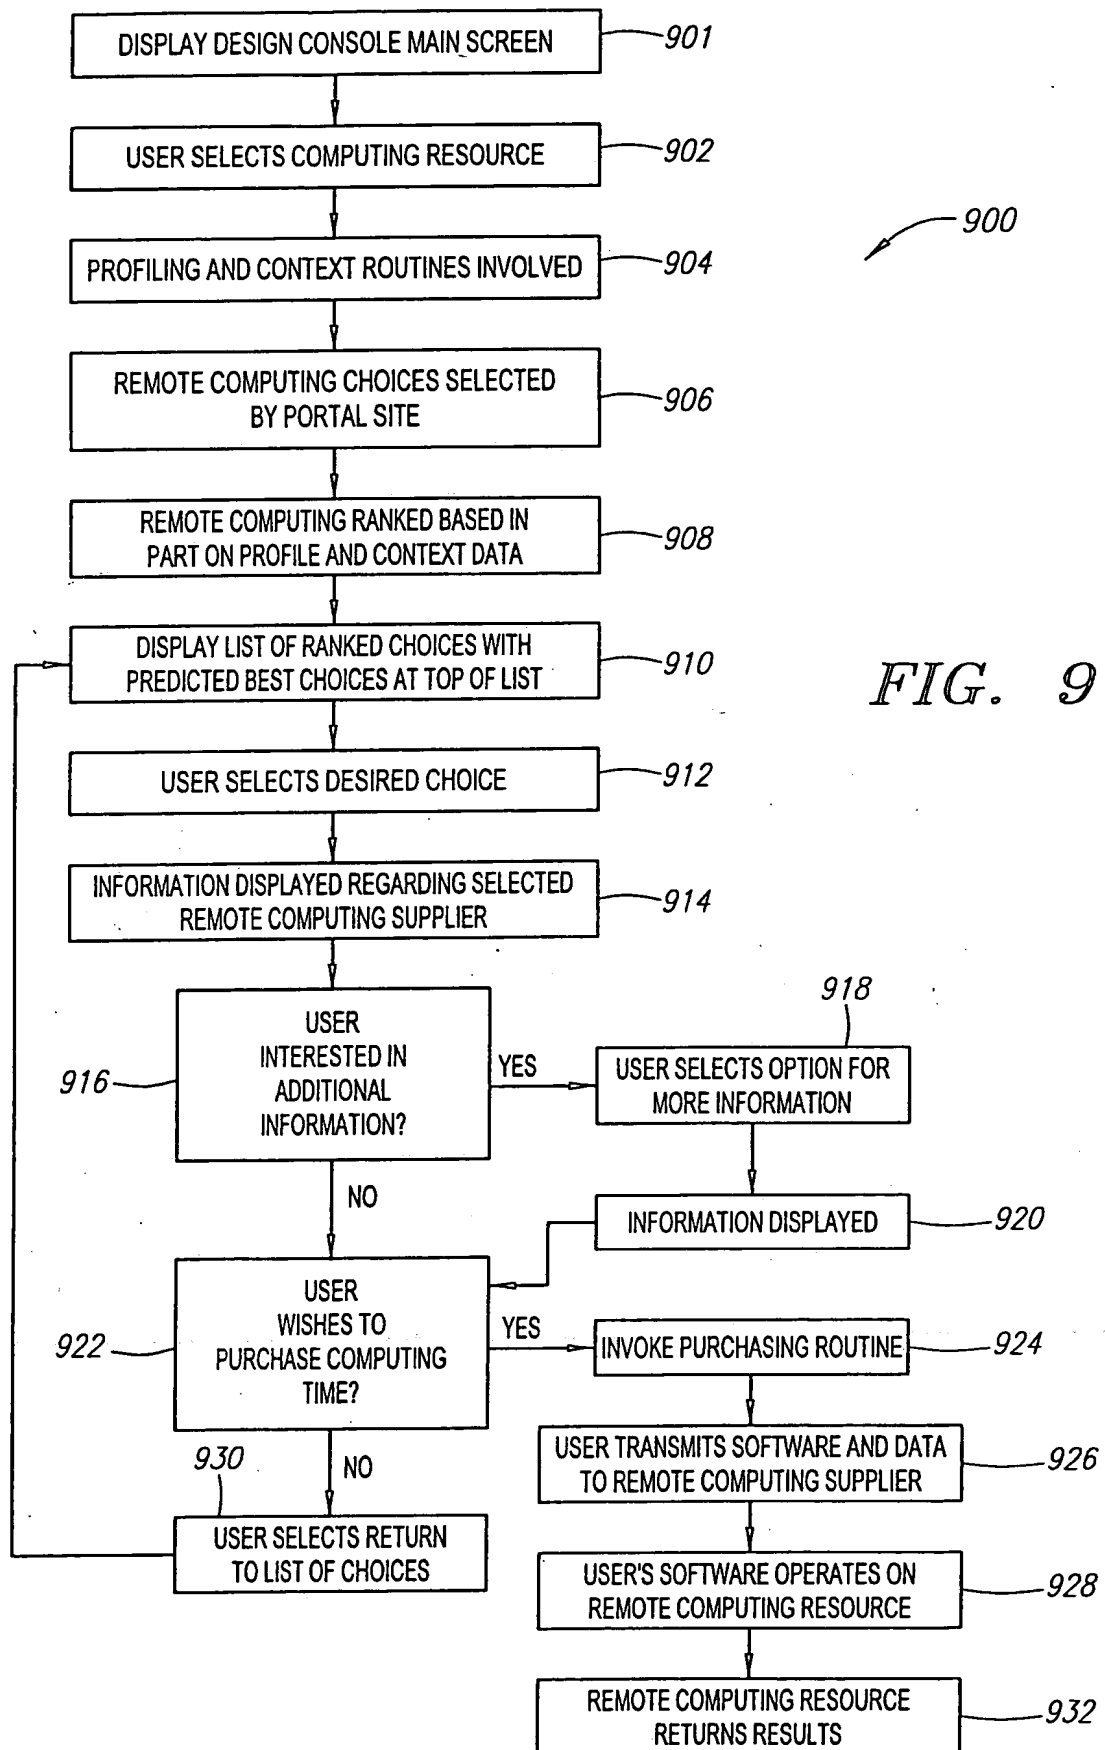 DISPLAY DESIGN CONSOLE MAIN SCREEN
901
USER SELECTS COMPUTING RESOURCE
902
900
PROFILING AND CONTEXT ROUTINES INVOLVED
904
REMOTE COMPUTING CHOICES SELECTED
BY PORTAL SITE
906
REMOTE COMPUTING RANKED BASED IN
PART ON PROFILE AND CONTEXT DATA
908
DISPLAY LIST OF RANKED CHOICES WITH
PREDICTED BEST CHOICES AT TOP OF LIST
910
FIG. 9
USER SELECTS DESIRED CHOICE
912
INFORMATION DISPLAYED REGARDING SELECTED
REMOTE COMPUTING SUPPLIER
914
USER
INTERESTED IN
ADDITIONAL
INFORMATION?
916
YES
NO
918
USER SELECTS OPTION FOR
MORE INFORMATION
INFORMATION DISPLAYED
920
USER
WISHES TO
PURCHASE COMPUTING
TIME?
922
YES
NO
INVOKE PURCHASING ROUTINE
924
USER TRANSMITS SOFTWARE AND DATA
TO REMOTE COMPUTING SUPPLIER
926
930
USER SELECTS RETURN
TO LIST OF CHOICES
USER'S SOFTWARE OPERATES ON
REMOTE COMPUTING RESOURCE
928
REMOTE COMPUTING RESOURCE
RETURNS RESULTS
932